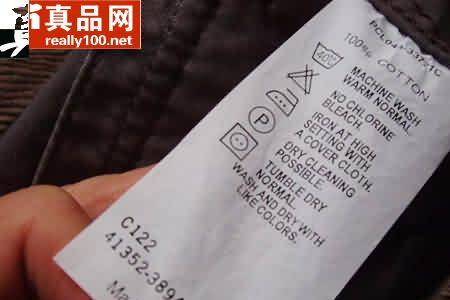 真品网
really100.net
100% COTTON
40℃
MACHINE WASH
WARM NORMAL
NO CHLORINE
BLEACH.
IRON AT HIGH
SETTING WITH
A COVER CLOTH.
P
DRY CLEANING
POSSIBLE.
TUMBLE DRY
NORMAL
WASH AND DRY WITH
LIKE COLORS.
C122